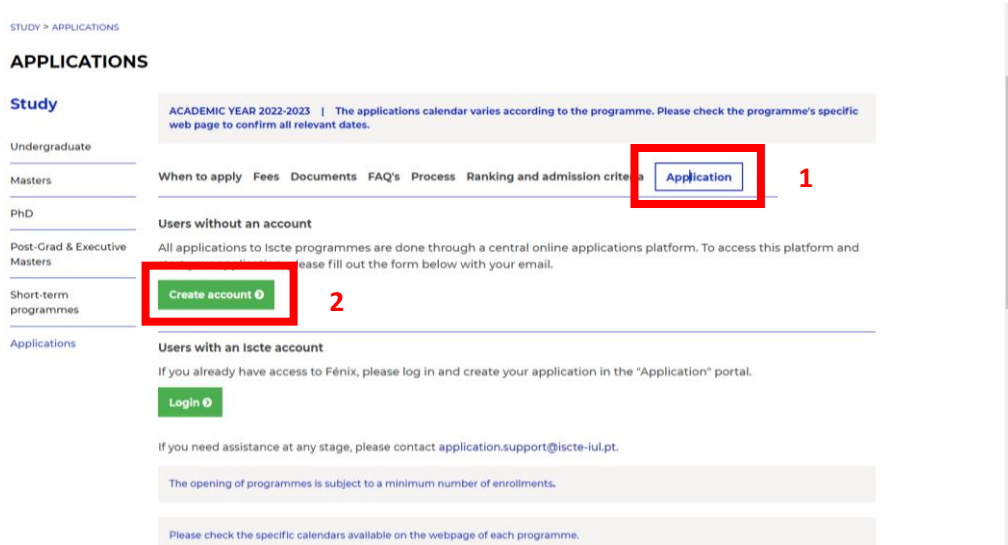 STUDY > APPLICATIONS
APPLICATIONS
Study
Undergraduate
Masters
PhD
Post-Grad & Executive
Masters
Short-term
programmes
Applications
ACADEMIC YEAR 2022-2023 | The applications calendar varies according to the programme. Please check the programme's specific
web page to confirm all relevant dates.
When to apply Fees Documents FAQ's Process Ranking and admission criteria Application 1
Users without an account
All applications to Iscte programmes are done through a central online applications platform. To access this platform and
please fill out the form below with your email.
Create account 2
Users with an Iscte account
If you already have access to Fénix, please log in and create your application in the "Application" portal.
Login
If you need assistance at any stage, please contact application.support@iscte-iul.pt.
The opening of programmes is subject to a minimum number of enrollments.
Please check the specific calendars available on the webpage of each programme.